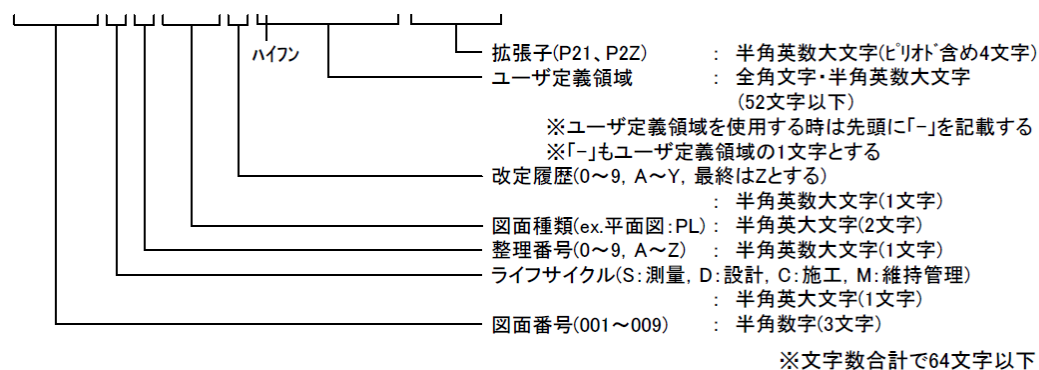 ハイフン
拡張子(P21、P2Z) : 半角英数大文字(ピリオド含め4文字)
ユーザ定義領域 : 全角文字・半角英数大文字
(52文字以下)
※ユーザ定義領域を使用する時は先頭に「-」を記載する
※「-」もユーザ定義領域の1文字とする
改定履歴(0～9, A～Y, 最終はZとする)
: 半角英数大文字(1文字)
図面種類(ex.平面図:PL) : 半角英大文字(2文字)
整理番号(0～9, A～Z) : 半角英数大文字(1文字)
ライフサイクル(S:測量, D:設計, C:施工, M:維持管理)
: 半角英大文字(1文字)
図面番号(001～009) : 半角数字(3文字)
※文字数合計で64文字以下